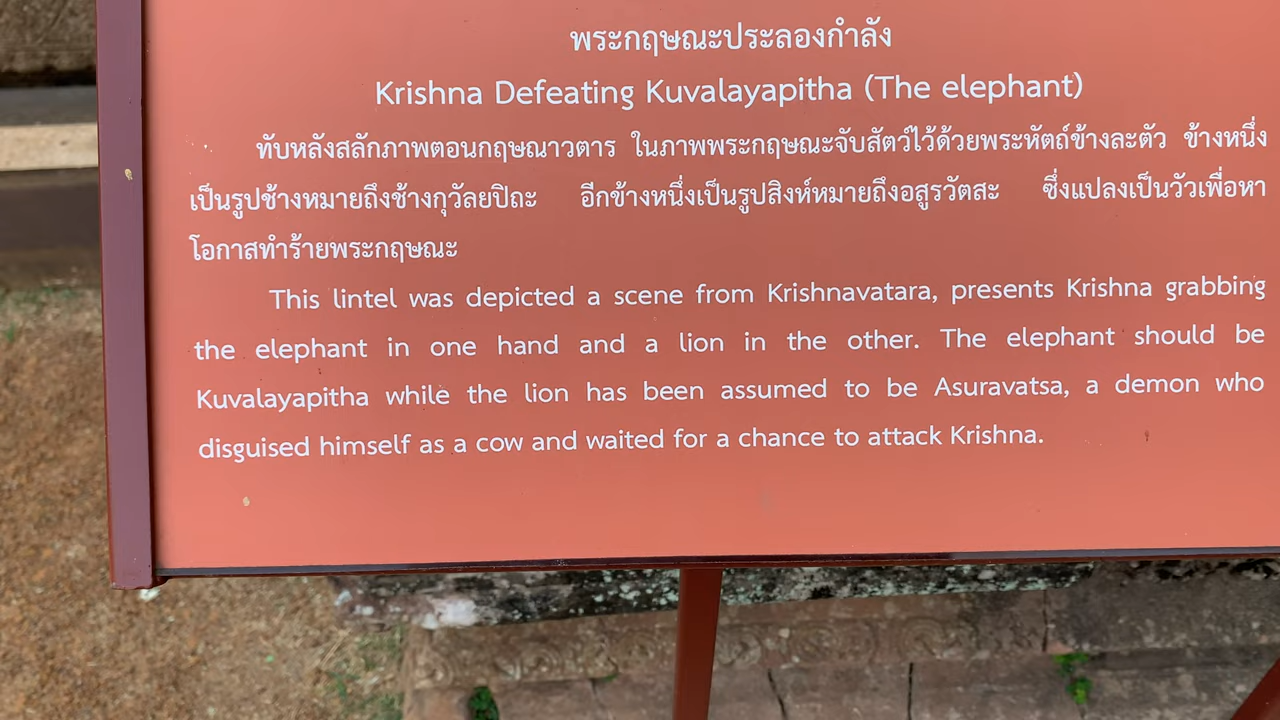 พระกฤษณะประลองกำลัง
Krishna Defeating Kuvalayapitha (The elephant)
ทับหลังสลักภาพตอนกฤษณาวตาร ในภาพพระกฤษณะจับสัตว์ไว้ด้วยพระหัตถ์ข้างละตัว ข้างหนึ่ง
เป็นรูปช้างหมายถึงช้างกุวัลยปิถะ อีกข้างหนึ่งเป็นรูปสิงห์หมายถึงอสูรวัตสะ ซึ่งแปลงเป็นวัวเพื่อหา
โอกาสทำร้ายพระกฤษณะ
This lintel was depicted a scene from Krishnavatara, presents Krishna grabbing
the elephant in one hand and a lion in the other. The elephant should be
Kuvalayapitha while the lion has been assumed to be Asuravatsa, a demon who
disguised himself as a cow and waited for a chance to attack Krishna.